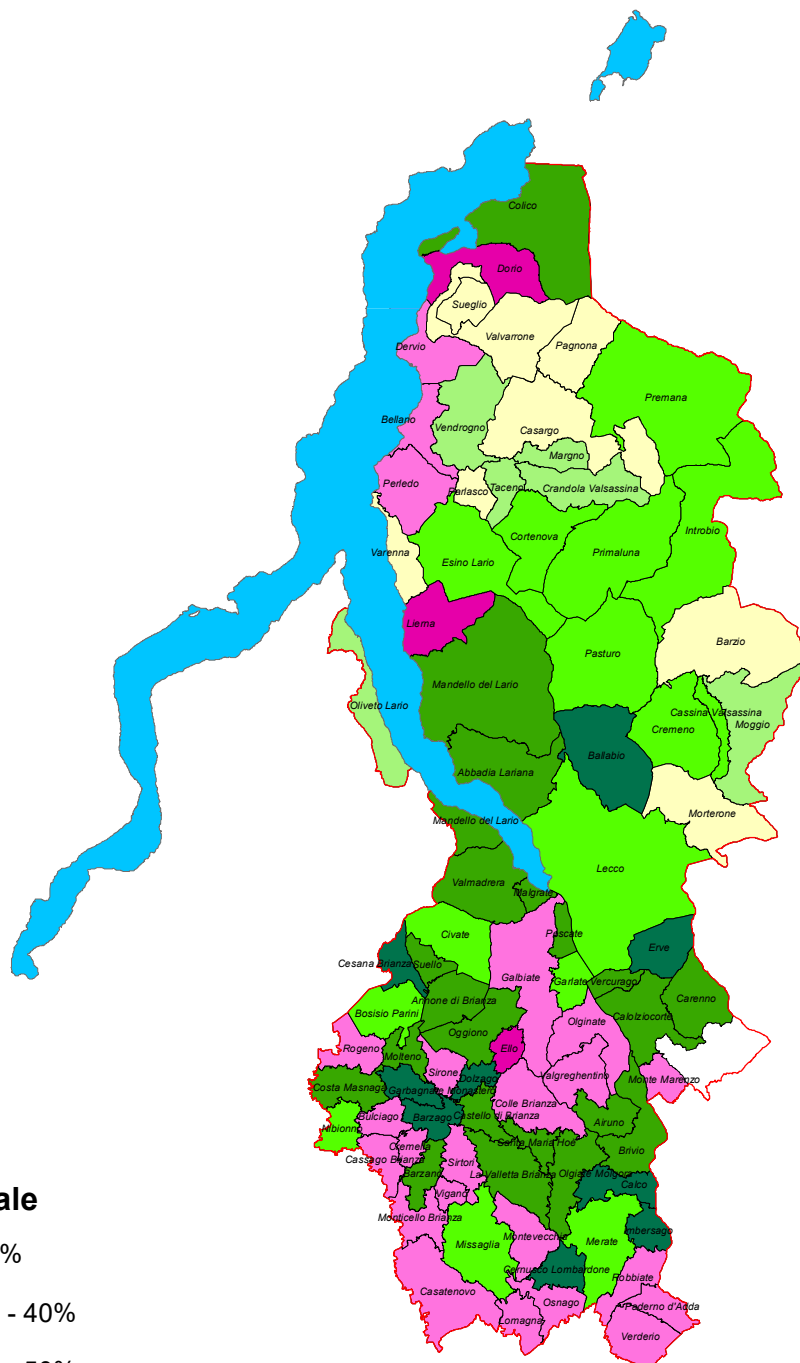 Colico
Dorio
Sueglio
Valvarrone
Pagnona
Dervio
Premana
Bellano
Vendrogno
Casargo
Margno
Perledo
Parlasco
Taceno
Crandola Valsassina
Introbio
Cortenova
Primaluna
Varenna
Esino Lario
Lierna
Barzio
Pasturo
Mandello del Lario
Oliveto Lario
Cassina Valsassina
Moggio
Cremeno
Ballabio
Abbadia Lariana
Morterone
Mandello del Lario
Lecco
Valmadrera
Malgrate
Civate
Pescate
Erve
Cesana Brianza
Suello
Galbiate
Garlate
Vercurago
Annone di Brianza
Carenno
Bosisio Parini
Calolziocorte
Oggiono
Olginate
Rogeno
Molteno
Ello
Sirone
Dolzago
Valgreghentino
Monte Marenzo
Costa Masnaga
Garbagnate Monastero
Colle Brianza
Bulciago
Barzago
Castello di Brianza
Nibionno
Airuno
Cremella
Santa Maria Hoè
Cassago Brianza
Sirtori
Brivio
Barzanò
La Valletta Brianza
Olgiate Molgora
Calco
Viganò
ale
Monticello Brianza
Imbersago
Montevecchia
Missaglia
Merate
%
Cernusco Lombardone
Robbiate
Casatenovo
Osnago
Paderno d'Adda
- 40%
Lomagna
Verderio